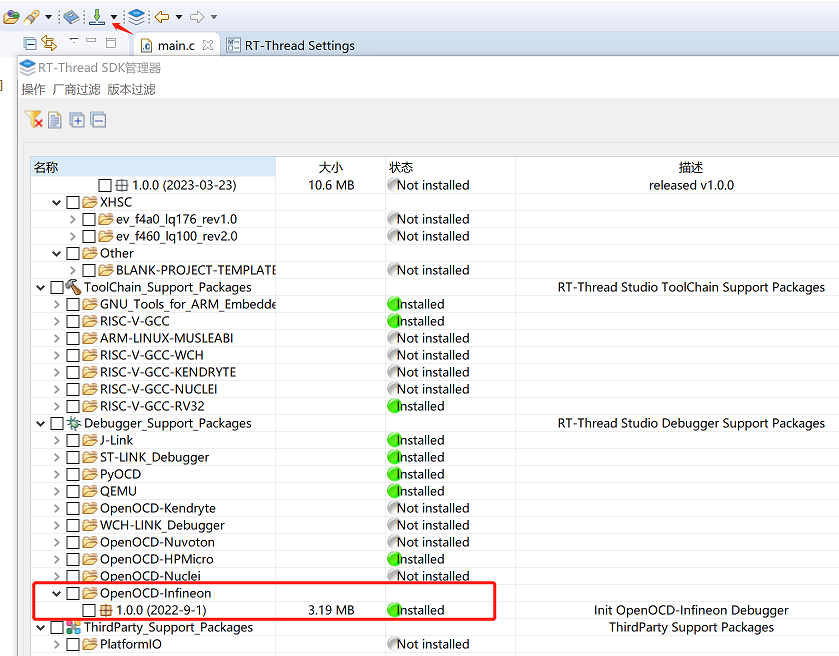 main.c RT-Thread Settings
RT-Thread SDK管理器
操作 厂商过滤 版本过滤
名称 大小 状态 描述
1.0.0 (2023-03-23) 10.6 MB Not installed released v1.0.0
XHSC
ev_f4a0_lq176_rev1.0 Not installed
ev_f460_lq100_rev2.0 Not installed
Other
BLANK-PROJECT-TEMPLATE Not installed
ToolChain_Support_Packages RT-Thread Studio ToolChain Support Packages
GNU_Tools_for_ARM_Embedde Installed
RISC-V-GCC Installed
ARM-LINUX-MUSLEABI Not installed
RISC-V-GCC-WCH Not installed
RISC-V-GCC-KENDRYTE Not installed
RISC-V-GCC-NUCLEI Not installed
RISC-V-GCC-RV32 Installed
Debugger_Support_Packages RT-Thread Studio Debugger Support Packages
J-Link Installed
ST-LINK_Debugger Installed
PyOCD Installed
QEMU Installed
OpenOCD-Kendryte Not installed
WCH-LINK_Debugger Not installed
OpenOCD-Nuvoton Not installed
OpenOCD-HPMicro Installed
OpenOCD-Nuclei Not installed
OpenOCD-Infineon
1.0.0 (2022-9-1) 3.19 MB Installed Init OpenOCD-Infineon Debugger
ThirdParty_Support_Packages ThirdParty Support Packages
PlatformIO Not installed